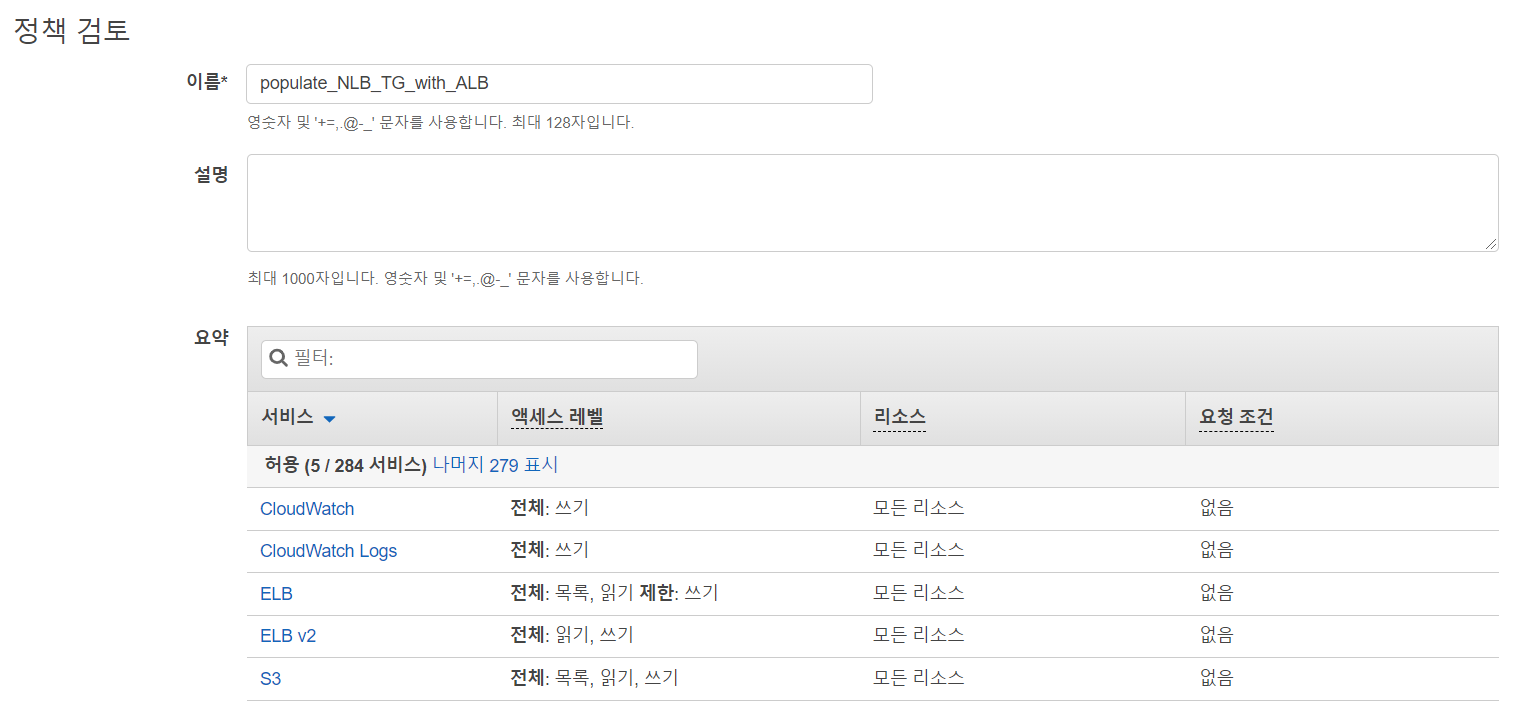 정책 검토
이름* populate_NLB_TG_with_ALB
영숫자 및 '+=,.@-_' 문자를 사용합니다. 최대 128자입니다.
설명
최대 1000자입니다. 영숫자 및 '+=,.@-_' 문자를 사용합니다.
요약 필터:
서비스 액세스 레벨 리소스 요청 조건
허용 (5 / 284 서비스) 나머지 279 표시
CloudWatch 전체: 쓰기 모든 리소스 없음
CloudWatch Logs 전체: 쓰기 모든 리소스 없음
ELB 전체: 목록, 읽기 제한: 쓰기 모든 리소스 없음
ELB v2 전체: 읽기, 쓰기 모든 리소스 없음
S3 전체: 목록, 읽기, 쓰기 모든 리소스 없음